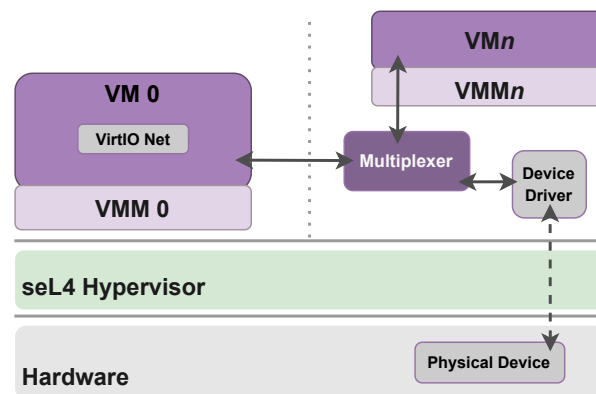 VMn
VM 0
VMMn
VirtIO Net
Multiplexer
Device
Driver
VMM 0
seL4 Hypervisor
Physical Device
Hardware